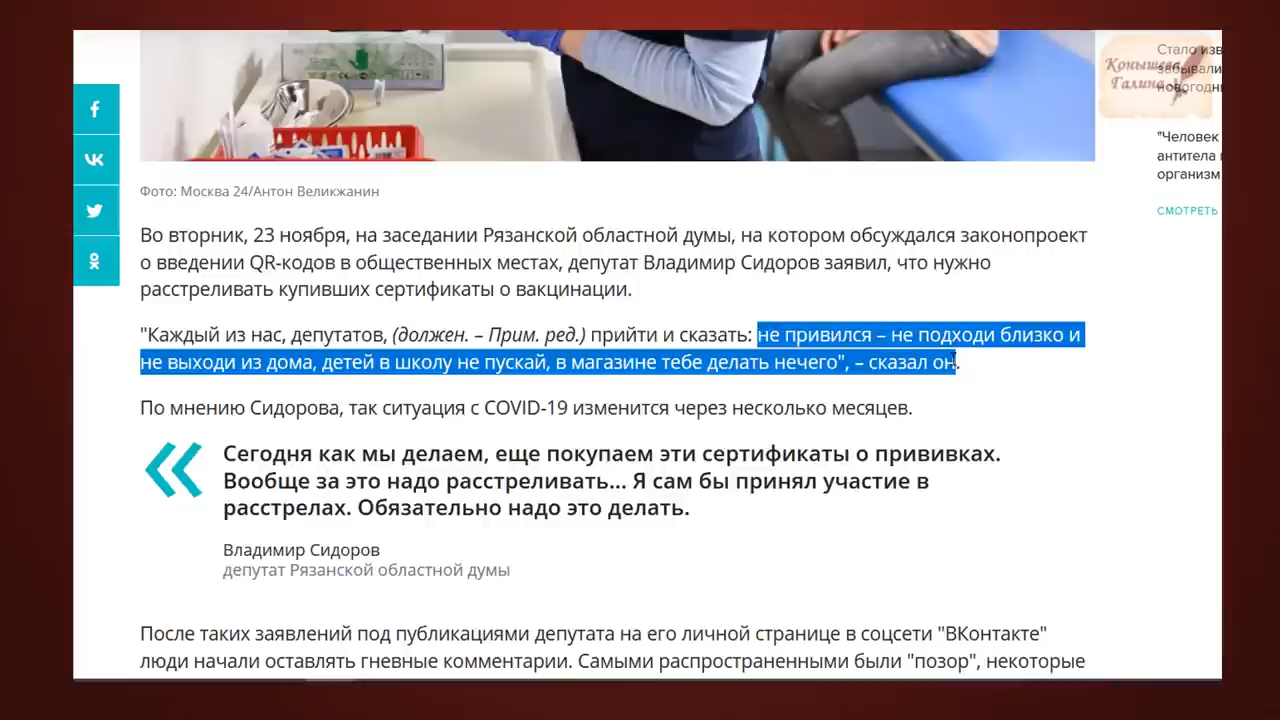 Конышева
Галина
Стало изв
забывали
новогодн
"Человек
антитела
организм
СМОТРЕТЬ
Фото: Москва 24/Антон Великжанин
Во вторник, 23 ноября, на заседании Рязанской областной думы, на котором обсуждался законопроект
о введении QR-кодов в общественных местах, депутат Владимир Сидоров заявил, что нужно
расстреливать купивших сертификаты о вакцинации.
"Каждый из нас, депутатов, (должен. – Прим. ред.) прийти и сказать: не привился – не подходи близко и
не выходи из дома, детей в школу не пускай, в магазине тебе делать нечего", – сказал он.
По мнению Сидорова, так ситуация с COVID-19 изменится через несколько месяцев.
Сегодня как мы делаем, еще покупаем эти сертификаты о прививках.
Вообще за это надо расстреливать... Я сам бы принял участие в
расстрелах. Обязательно надо это делать.
Владимир Сидоров
депутат Рязанской областной думы
После таких заявлений под публикациями депутата на его личной странице в соцсети "ВКонтакте"
люди начали оставлять гневные комментарии. Самыми распространенными были "позор", некоторые